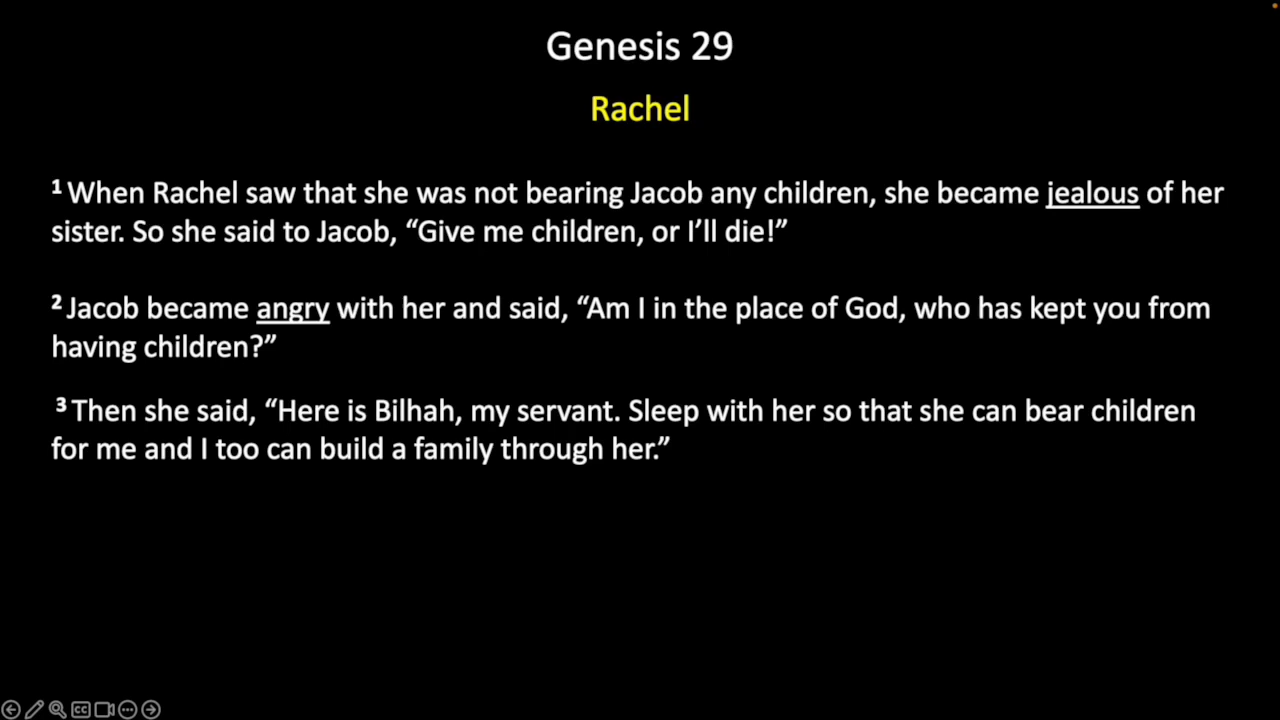 Genesis 29
Rachel
1 When Rachel saw that she was not bearing Jacob any children, she became jealous of her
sister. So she said to Jacob, “Give me children, or I’ll die!”
2 Jacob became angry with her and said, “Am I in the place of God, who has kept you from
having children?”
3 Then she said, “Here is Bilhah, my servant. Sleep with her so that she can bear children
for me and I too can build a family through her.”
CC